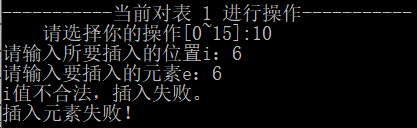 -----------当前对表 1 进行操作-----------
请选择你的操作[0~15]:10
请输入所要插入的位置i：6
请输入要插入的元素e：6
i值不合法，插入失败。
插入元素失败！